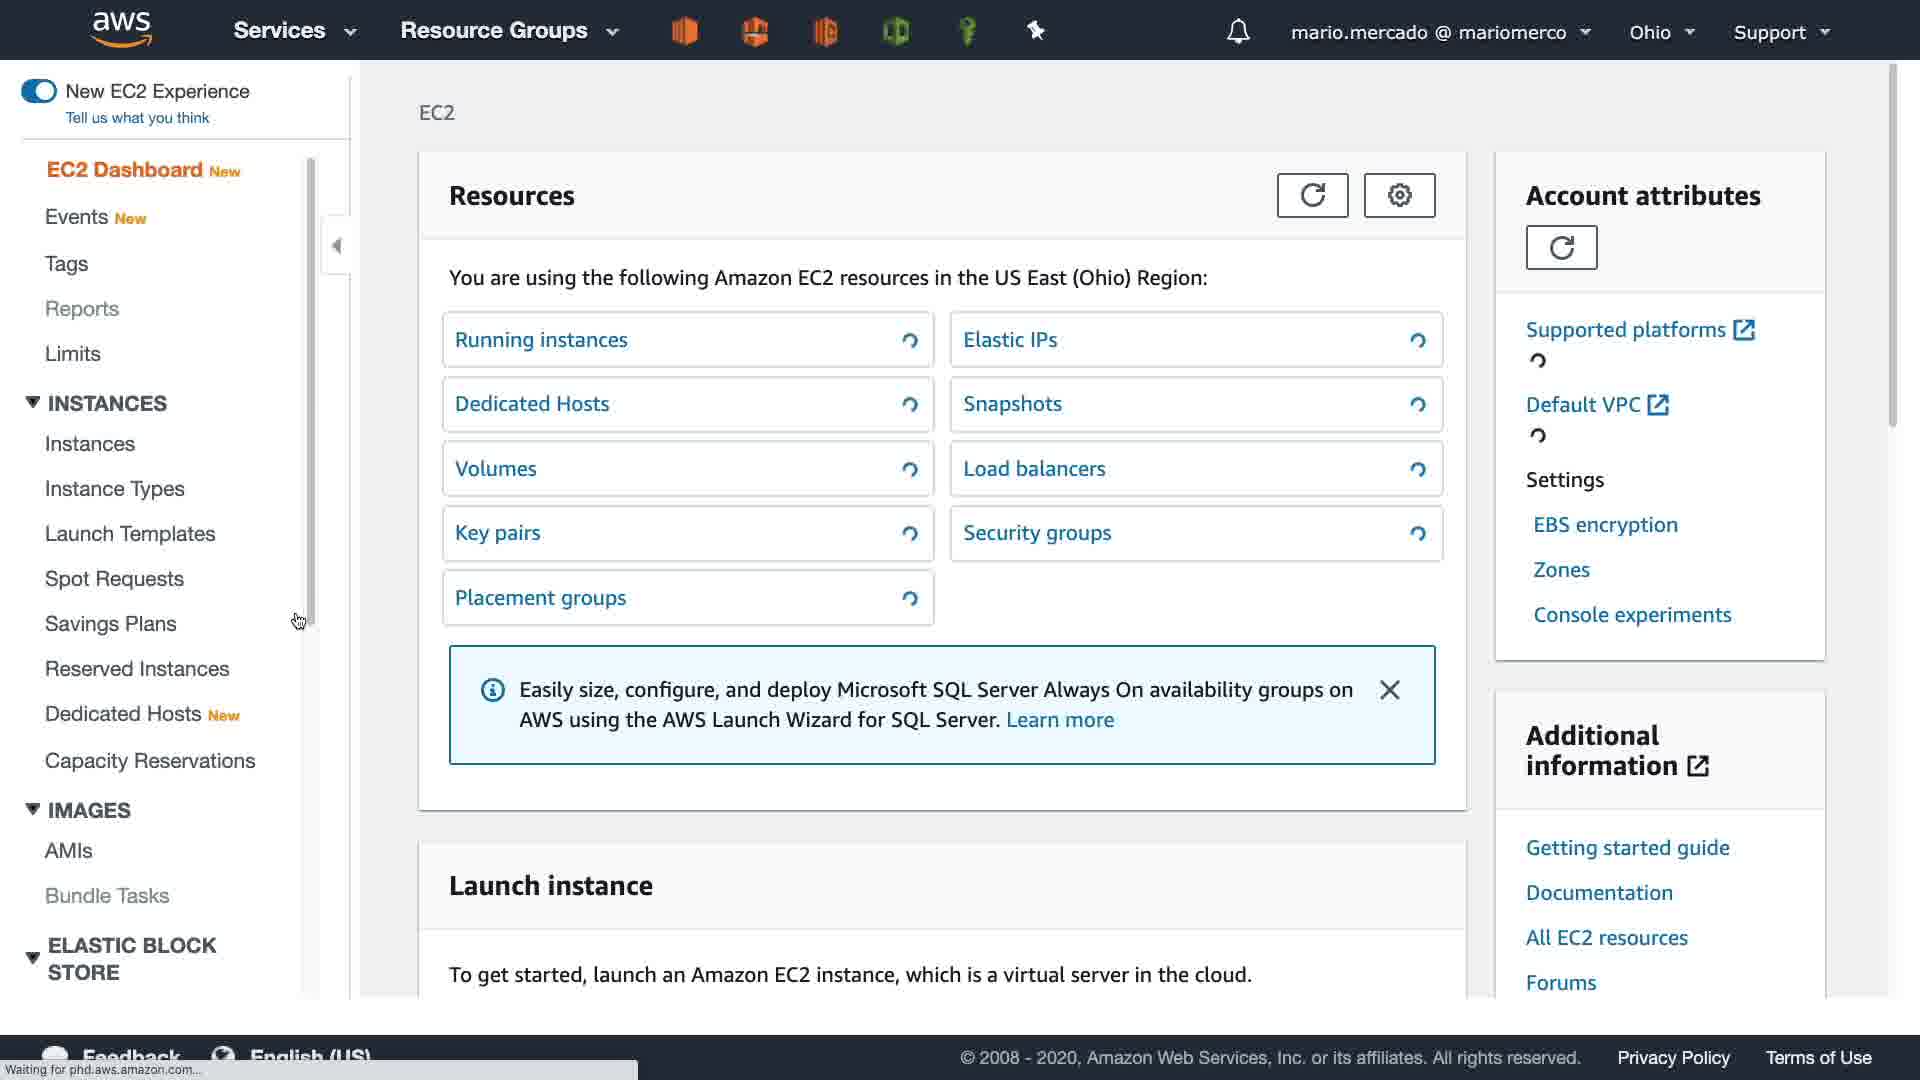 aws
Services
Resource Groups
mario.mercado @ mariomerco
Ohio
Support
New EC2 Experience
Tell us what you think
EC2 Dashboard New
Events New
Tags
Reports
Limits
INSTANCES
Instances
Instance Types
Launch Templates
Spot Requests
Savings Plans
Reserved Instances
Dedicated Hosts New
Capacity Reservations
IMAGES
AMIs
Bundle Tasks
ELASTIC BLOCK
STORE
EC2
Resources
You are using the following Amazon EC2 resources in the US East (Ohio) Region:
Running instances
Elastic IPs
Dedicated Hosts
Snapshots
Volumes
Load balancers
Key pairs
Security groups
Placement groups
Easily size, configure, and deploy Microsoft SQL Server Always On availability groups on
AWS using the AWS Launch Wizard for SQL Server. Learn more
Launch instance
To get started, launch an Amazon EC2 instance, which is a virtual server in the cloud.
Account attributes
Supported platforms
Default VPC
Settings
EBS encryption
Zones
Console experiments
Additional
information
Getting started guide
Documentation
All EC2 resources
Forums
Feedback
English (US)
© 2008 - 2020, Amazon Web Services, Inc. or its affiliates. All rights reserved.
Privacy Policy
Terms of Use
Waiting for phd.aws.amazon.com...